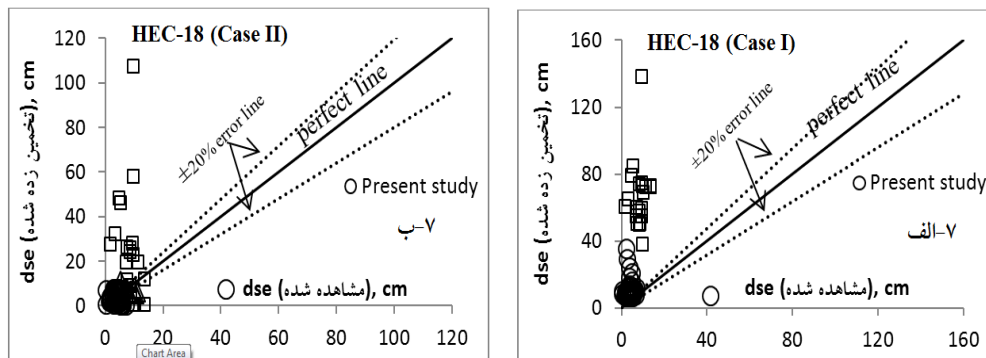 HEC-18 (Case II)
120
100
80
60
40
20
0
dse (تخمین زده شده), cm
±20% error line
perfect line
Present study
۷-ب
dse (مشاهده شده), cm
0 20 40 60 80 100 120
Chart Area
HEC-18 (Case I)
160
120
80
40
0
dse (تخمین زده شده), cm
±20% error line
perfect line
Present study
۷-الف
dse (مشاهده شده), cm
0 40 80 120 160